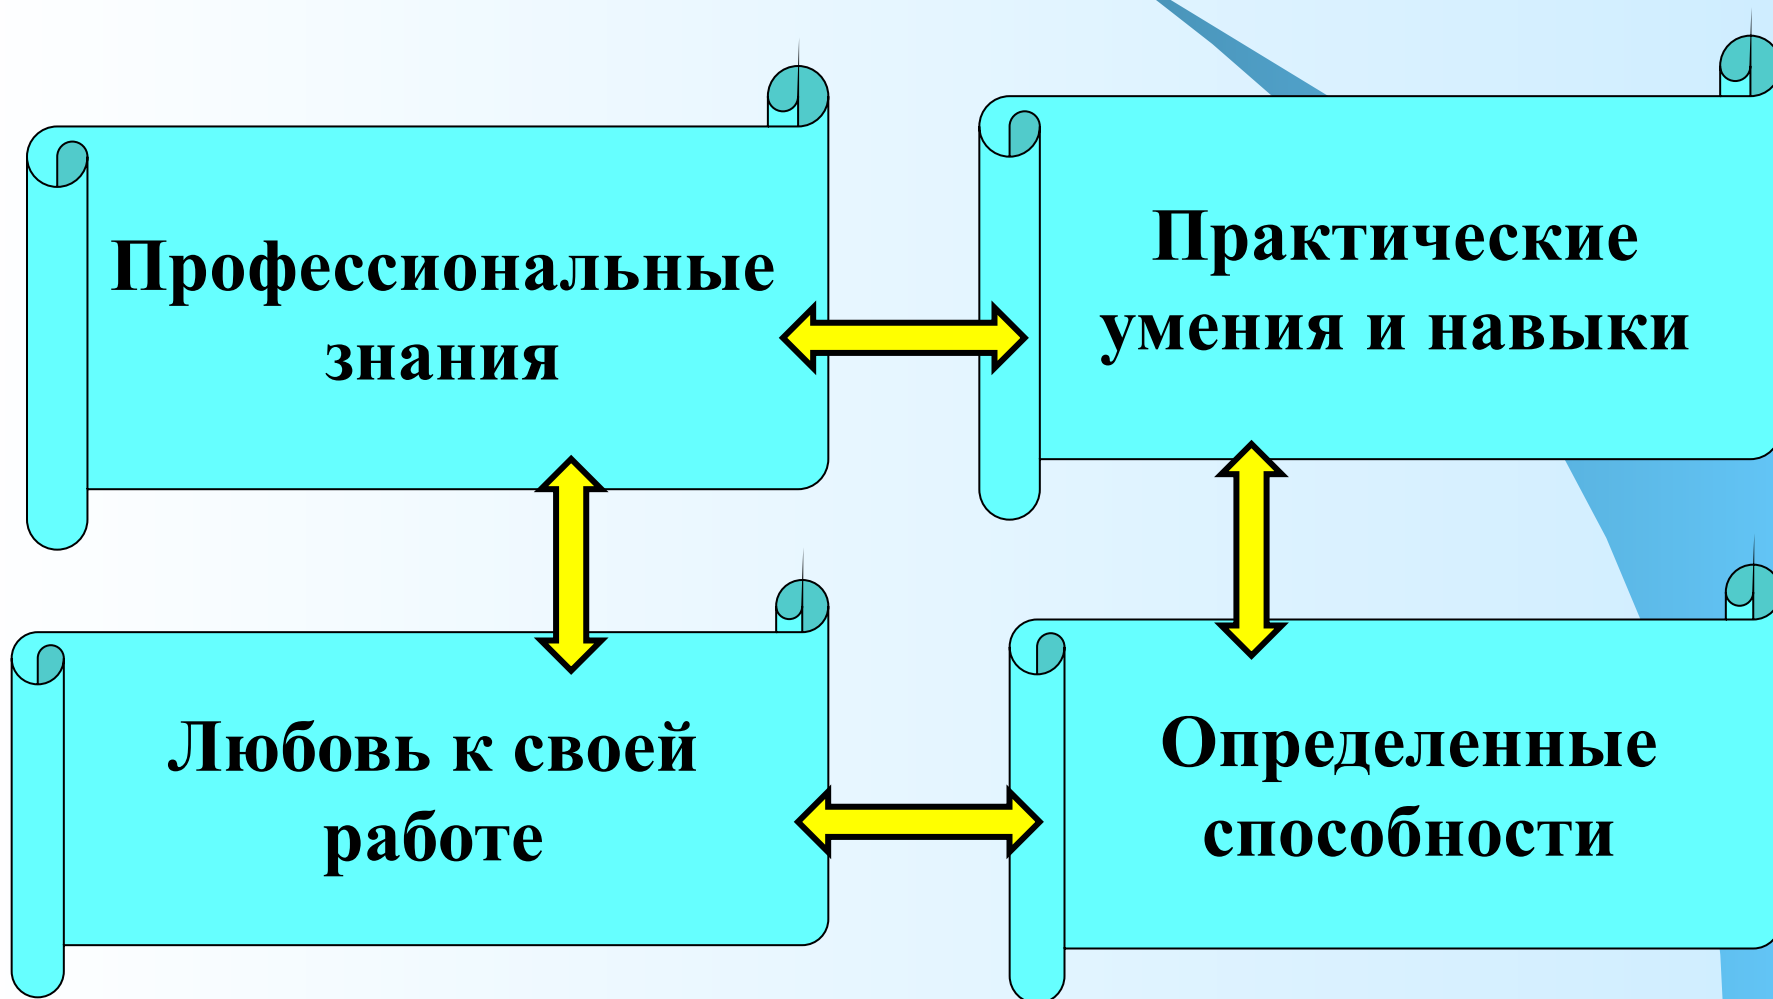 Профессиональные
знания
Практические
умения и навыки
Любовь к своей
работе
Определенные
способности